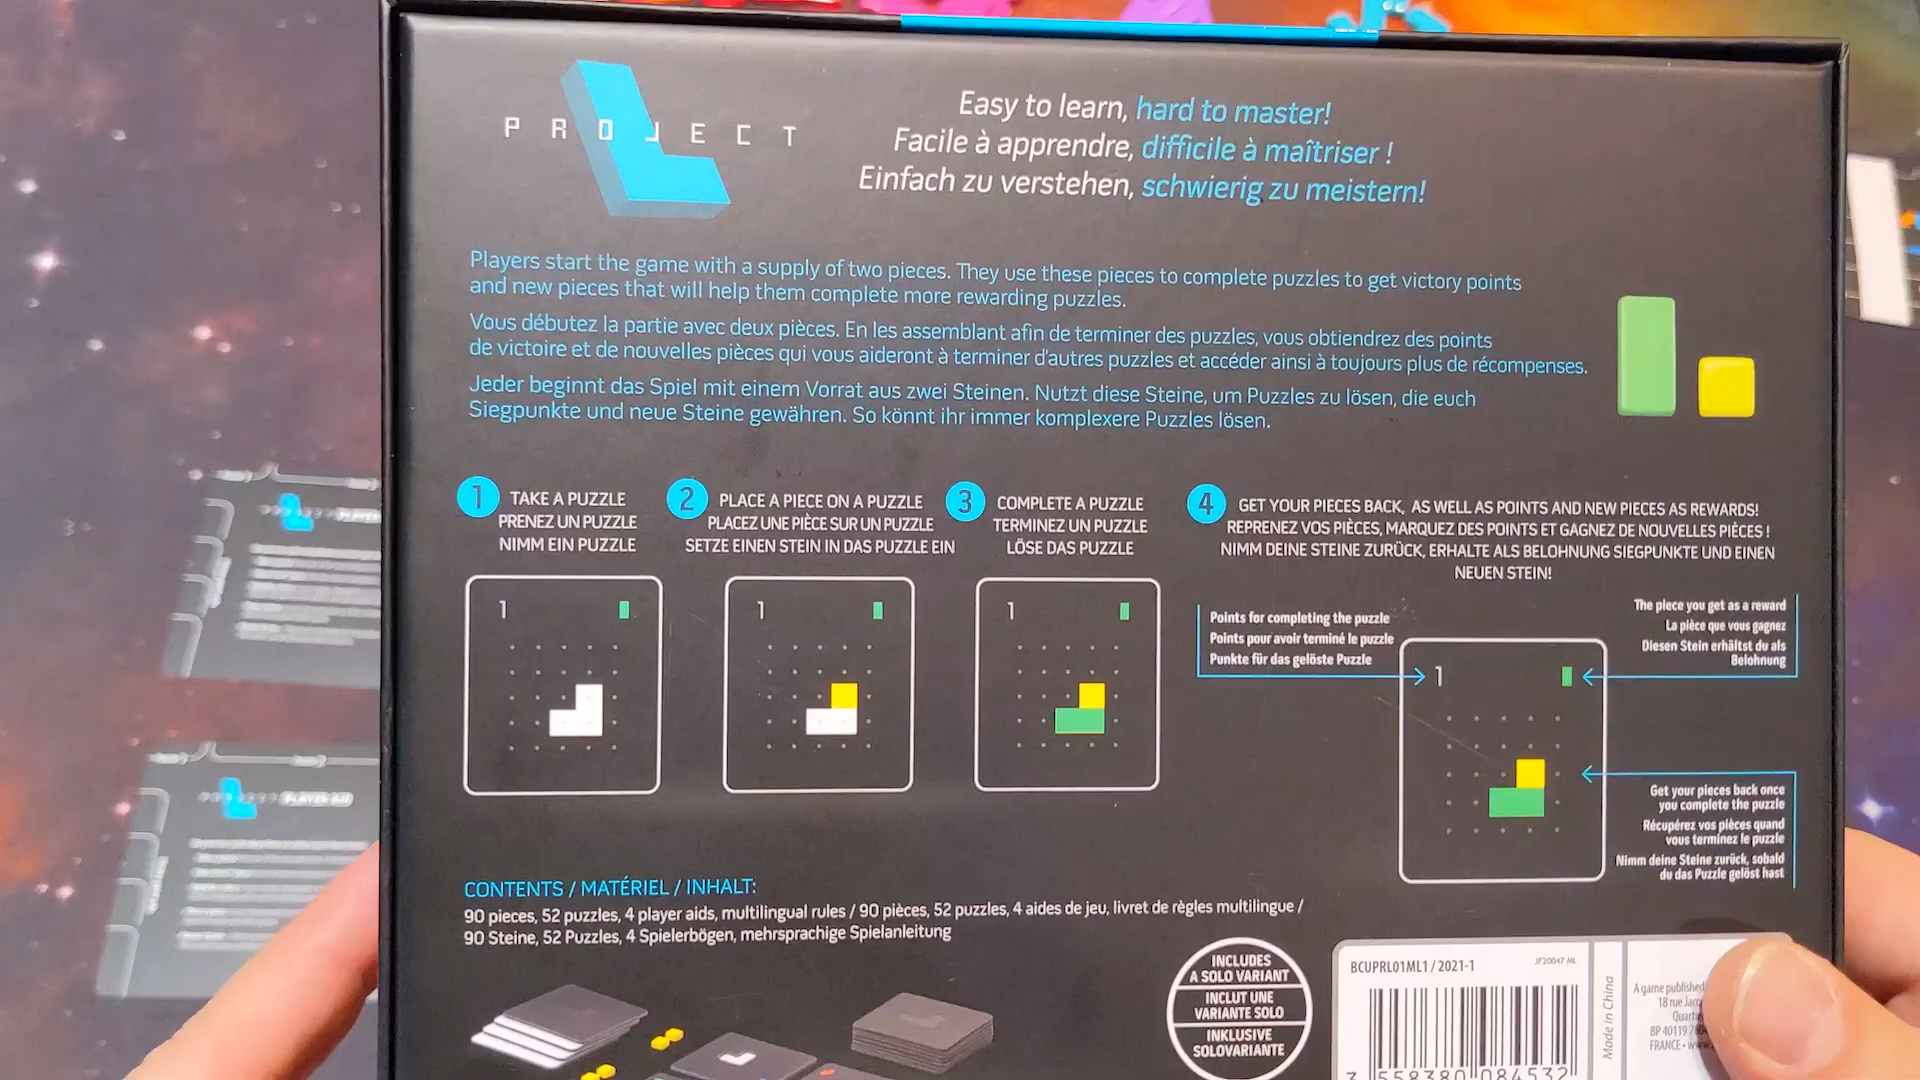 PROJECT
L
Easy to learn, hard to master!
Facile à apprendre, difficile à maîtriser !
Einfach zu verstehen, schwierig zu meistern!
Players start the game with a supply of two pieces. They use these pieces to complete puzzles to get victory points
and new pieces that will help them complete more rewarding puzzles.
Vous débutez la partie avec deux pièces. En les assemblant afin de terminer des puzzles, vous obtiendrez des points
de victoire et de nouvelles pièces qui vous aideront à terminer d'autres puzzles et accéder ainsi à toujours plus de récompenses.
Jeder beginnt das Spiel mit einem Vorrat aus zwei Steinen. Nutzt diese Steine, um Puzzles zu lösen, die euch
Siegpunkte und neue Steine gewähren. So könnt ihr immer komplexere Puzzles lösen.
1
TAKE A PUZZLE
PRENEZ UN PUZZLE
NIMM EIN PUZZLE
1
2
PLACE A PIECE ON A PUZZLE
PLACEZ UNE PIÈCE SUR UN PUZZLE
SETZE EINEN STEIN IN DAS PUZZLE EIN
1
3
COMPLETE A PUZZLE
TERMINEZ UN PUZZLE
LÖSE DAS PUZZLE
1
4
GET YOUR PIECES BACK, AS WELL AS POINTS AND NEW PIECES AS REWARDS!
REPRENEZ VOS PIÈCES, MARQUEZ DES POINTS ET GAGNEZ DE NOUVELLES PIÈCES !
NIMM DEINE STEINE ZURÜCK, ERHALTE ALS BELOHNUNG SIEGPUNKTE UND EINEN
NEUEN STEIN!
Points for completing the puzzle
Points pour avoir terminé le puzzle
Punkte für das gelöste Puzzle
1
The piece you get as a reward
La pièce que vous gagnez
Diesen Stein erhältst du als
Belohnung
Get your pieces back once
you complete the puzzle
Récupérez vos pièces quand
vous terminez le puzzle
Nimm deine Steine zurück, sobald
du das Puzzle gelöst hast
CONTENTS / MATÉRIEL / INHALT:
90 pieces, 52 puzzles, 4 player aids, multilingual rules / 90 pièces, 52 puzzles, 4 aides de jeu, livret de règles multilingue /
90 Steine, 52 Puzzles, 4 Spielerbögen, mehrsprachige Spielanleitung
INCLUDES
A SOLO VARIANT
INCLUT UNE
VARIANTE SOLO
INKLUSIVE
SOLOVARIANTE
BCUPRL01ML1 / 2021-1
JF20047 ML
3 558380 084532
Made in China
A game published
18 rue
BP 40119
FRANCE